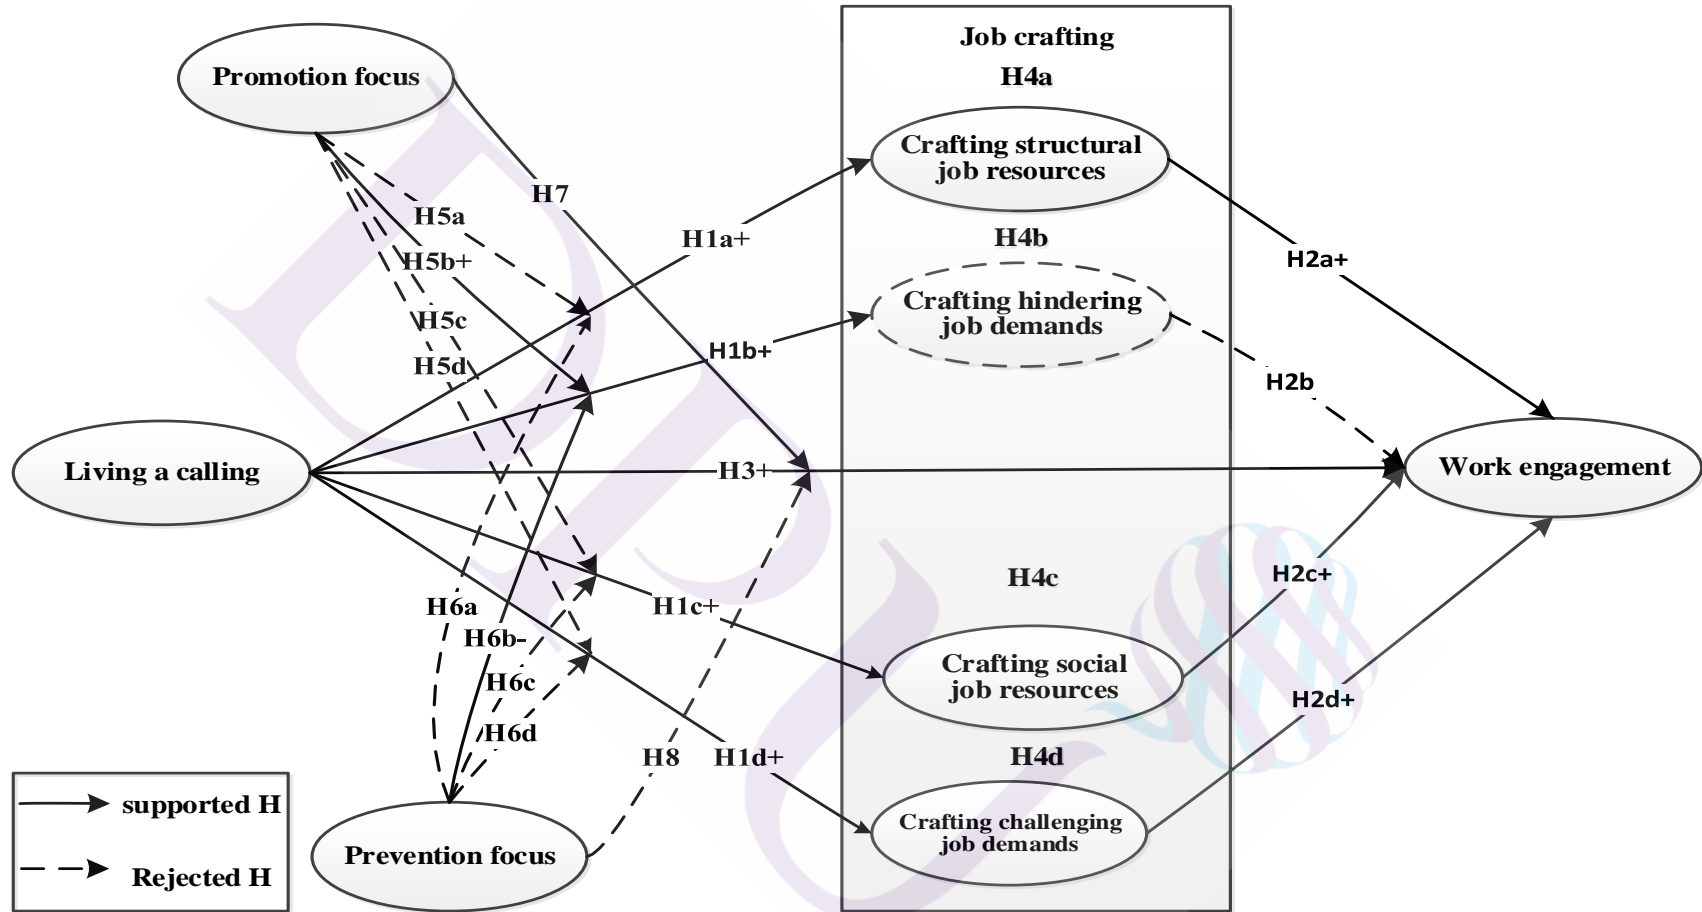 Job crafting
Promotion focus
H4a
Crafting structural
job resources
H7
H5a
H1a+
H4b
H5b+
H2a+
Crafting hindering
job demands
H5c
H1b+
H5d
H2b
Living a calling
H3+
Work engagement
H4c
H2c+
H6a
H1c+
H6b-
Crafting social
job resources
H6c
H2d+
H6d
H8
H1d+
H4d
supported H
Crafting challenging
job demands
Prevention focus
Rejected H